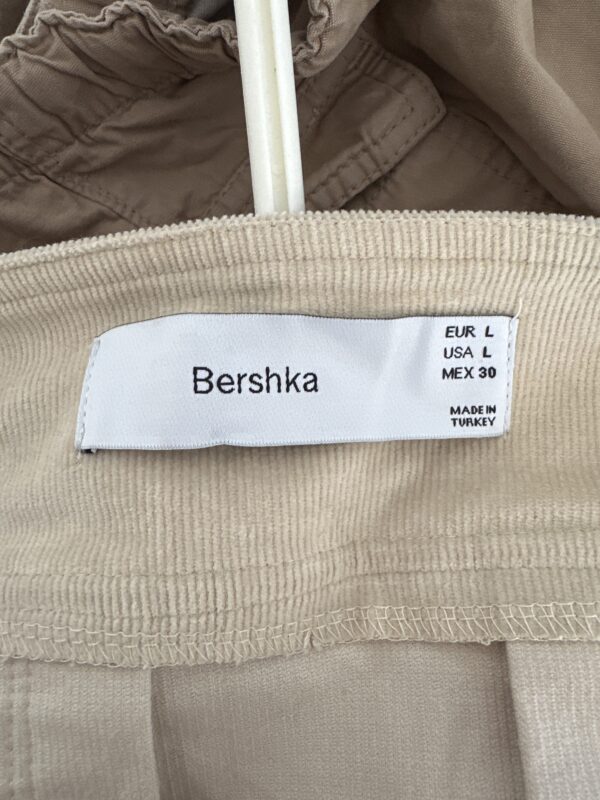 Bershka
EUR L
USA L
MEX 30
MADE IN
TURKEY